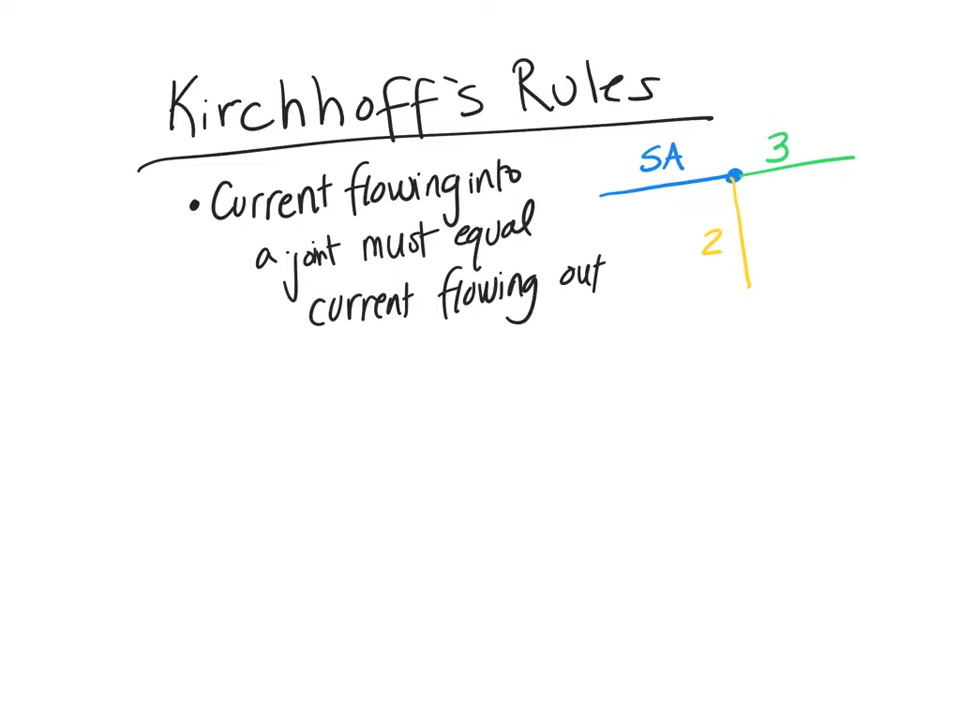 Kirchhoff's Rules
• Current flowing into
a joint must equal
current flowing out
5A
3
2